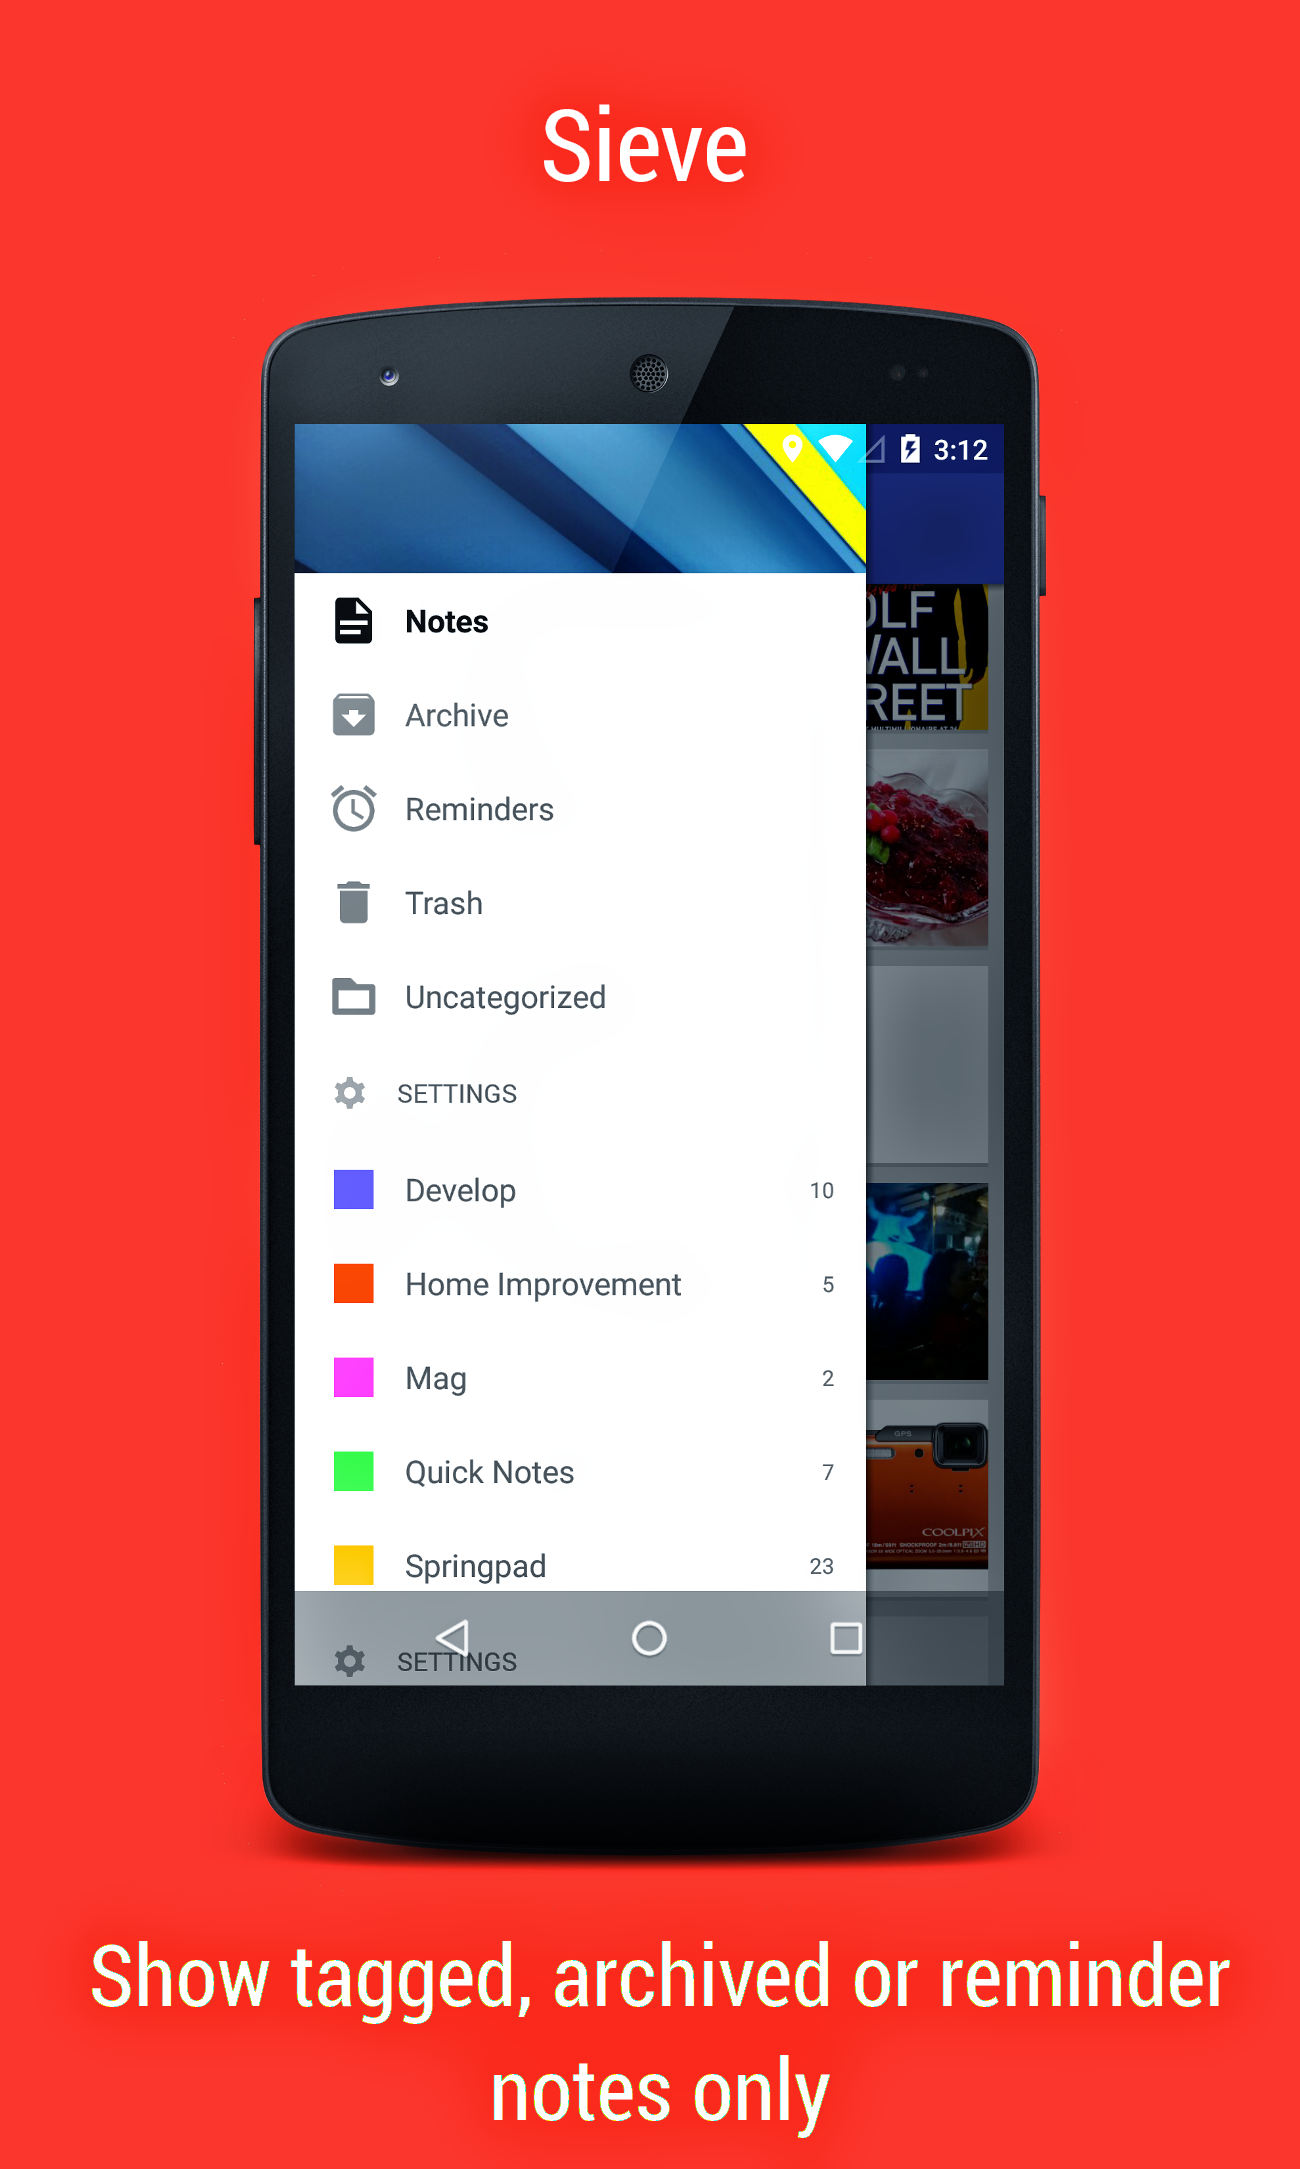 Sieve
3:12
Notes
Archive
Reminders
Trash
Uncategorized
SETTINGS
Develop 10
Home Improvement 5
Mag 2
Quick Notes 7
Springpad 23
SETTINGS
OLF
WALL
REET
GPS
COOLPIX
Show tagged, archived or reminder
notes only